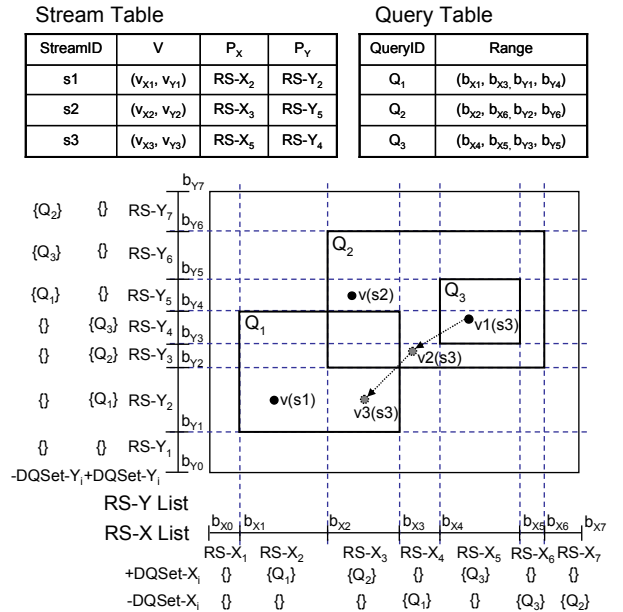 Stream Table
Query Table
StreamID V P_X P_Y
s1 (v_X1, v_Y1) RS-X_2 RS-Y_2
s2 (v_X2, v_Y2) RS-X_3 RS-Y_5
s3 (v_X3, v_Y3) RS-X_5 RS-Y_4
QueryID Range
Q_1 (b_X1, b_X3, b_Y1, b_Y4)
Q_2 (b_X2, b_X6, b_Y2, b_Y6)
Q_3 (b_X4, b_X5, b_Y3, b_Y5)
b_Y7
{Q_2} {} RS-Y_7
b_Y6
{Q_3} {} RS-Y_6
Q_2
b_Y5
{Q_1} {} RS-Y_5
v(s2)
Q_3
b_Y4
{} {Q_3} RS-Y_4
Q_1
v1(s3)
b_Y3
{} {Q_2} RS-Y_3
v2(s3)
b_Y2
{} {Q_1} RS-Y_2
v(s1)
v3(s3)
b_Y1
{} {} RS-Y_1
b_Y0
-DQSet-Y_i +DQSet-Y_i
RS-Y List
RS-X List
b_X0 b_X1 b_X2 b_X3 b_X4 b_X5 b_X6 b_X7
RS-X_1 RS-X_2 RS-X_3 RS-X_4 RS-X_5 RS-X_6 RS-X_7
+DQSet-X_i {} {Q_1} {Q_2} {} {Q_3} {} {}
-DQSet-X_i {} {} {} {Q_1} {} {Q_3} {Q_2}